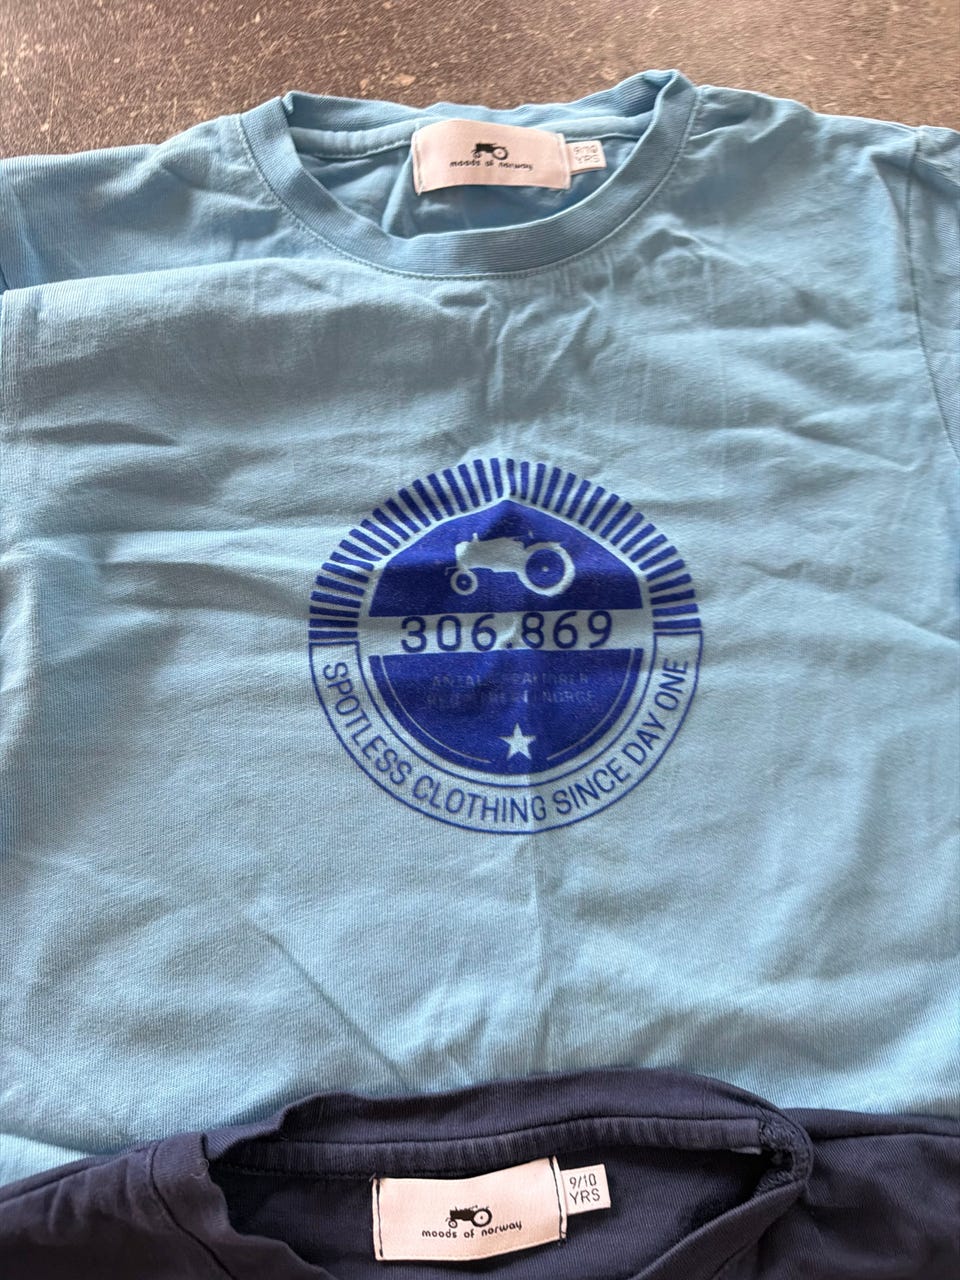 moods of norway
9/10
YRS
306.869
SPOTLESS CLOTHING SINCE DAY ONE
moods of norway
9/10
YRS